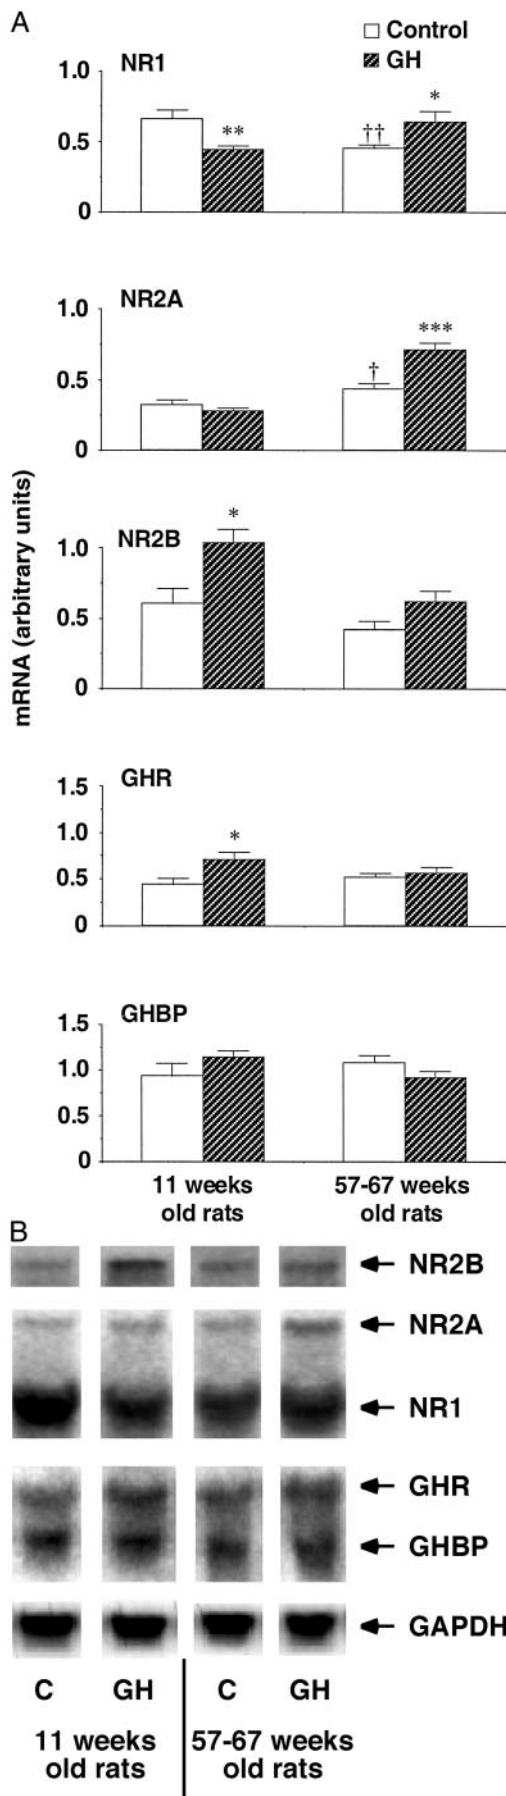 A
Control
GH
NR1
1.0
0.5
0
**
††
*
NR2A
1.0
0.5
0
†
***
mRNA (arbitrary units)
NR2B
1.0
0.5
0
*
GHR
1.5
1.0
0.5
0
*
GHBP
1.5
1.0
0.5
0
11 weeks
old rats
57-67 weeks
old rats
B
NR2B
NR2A
NR1
GHR
GHBP
GAPDH
C GH C GH
11 weeks
old rats
57-67 weeks
old rats